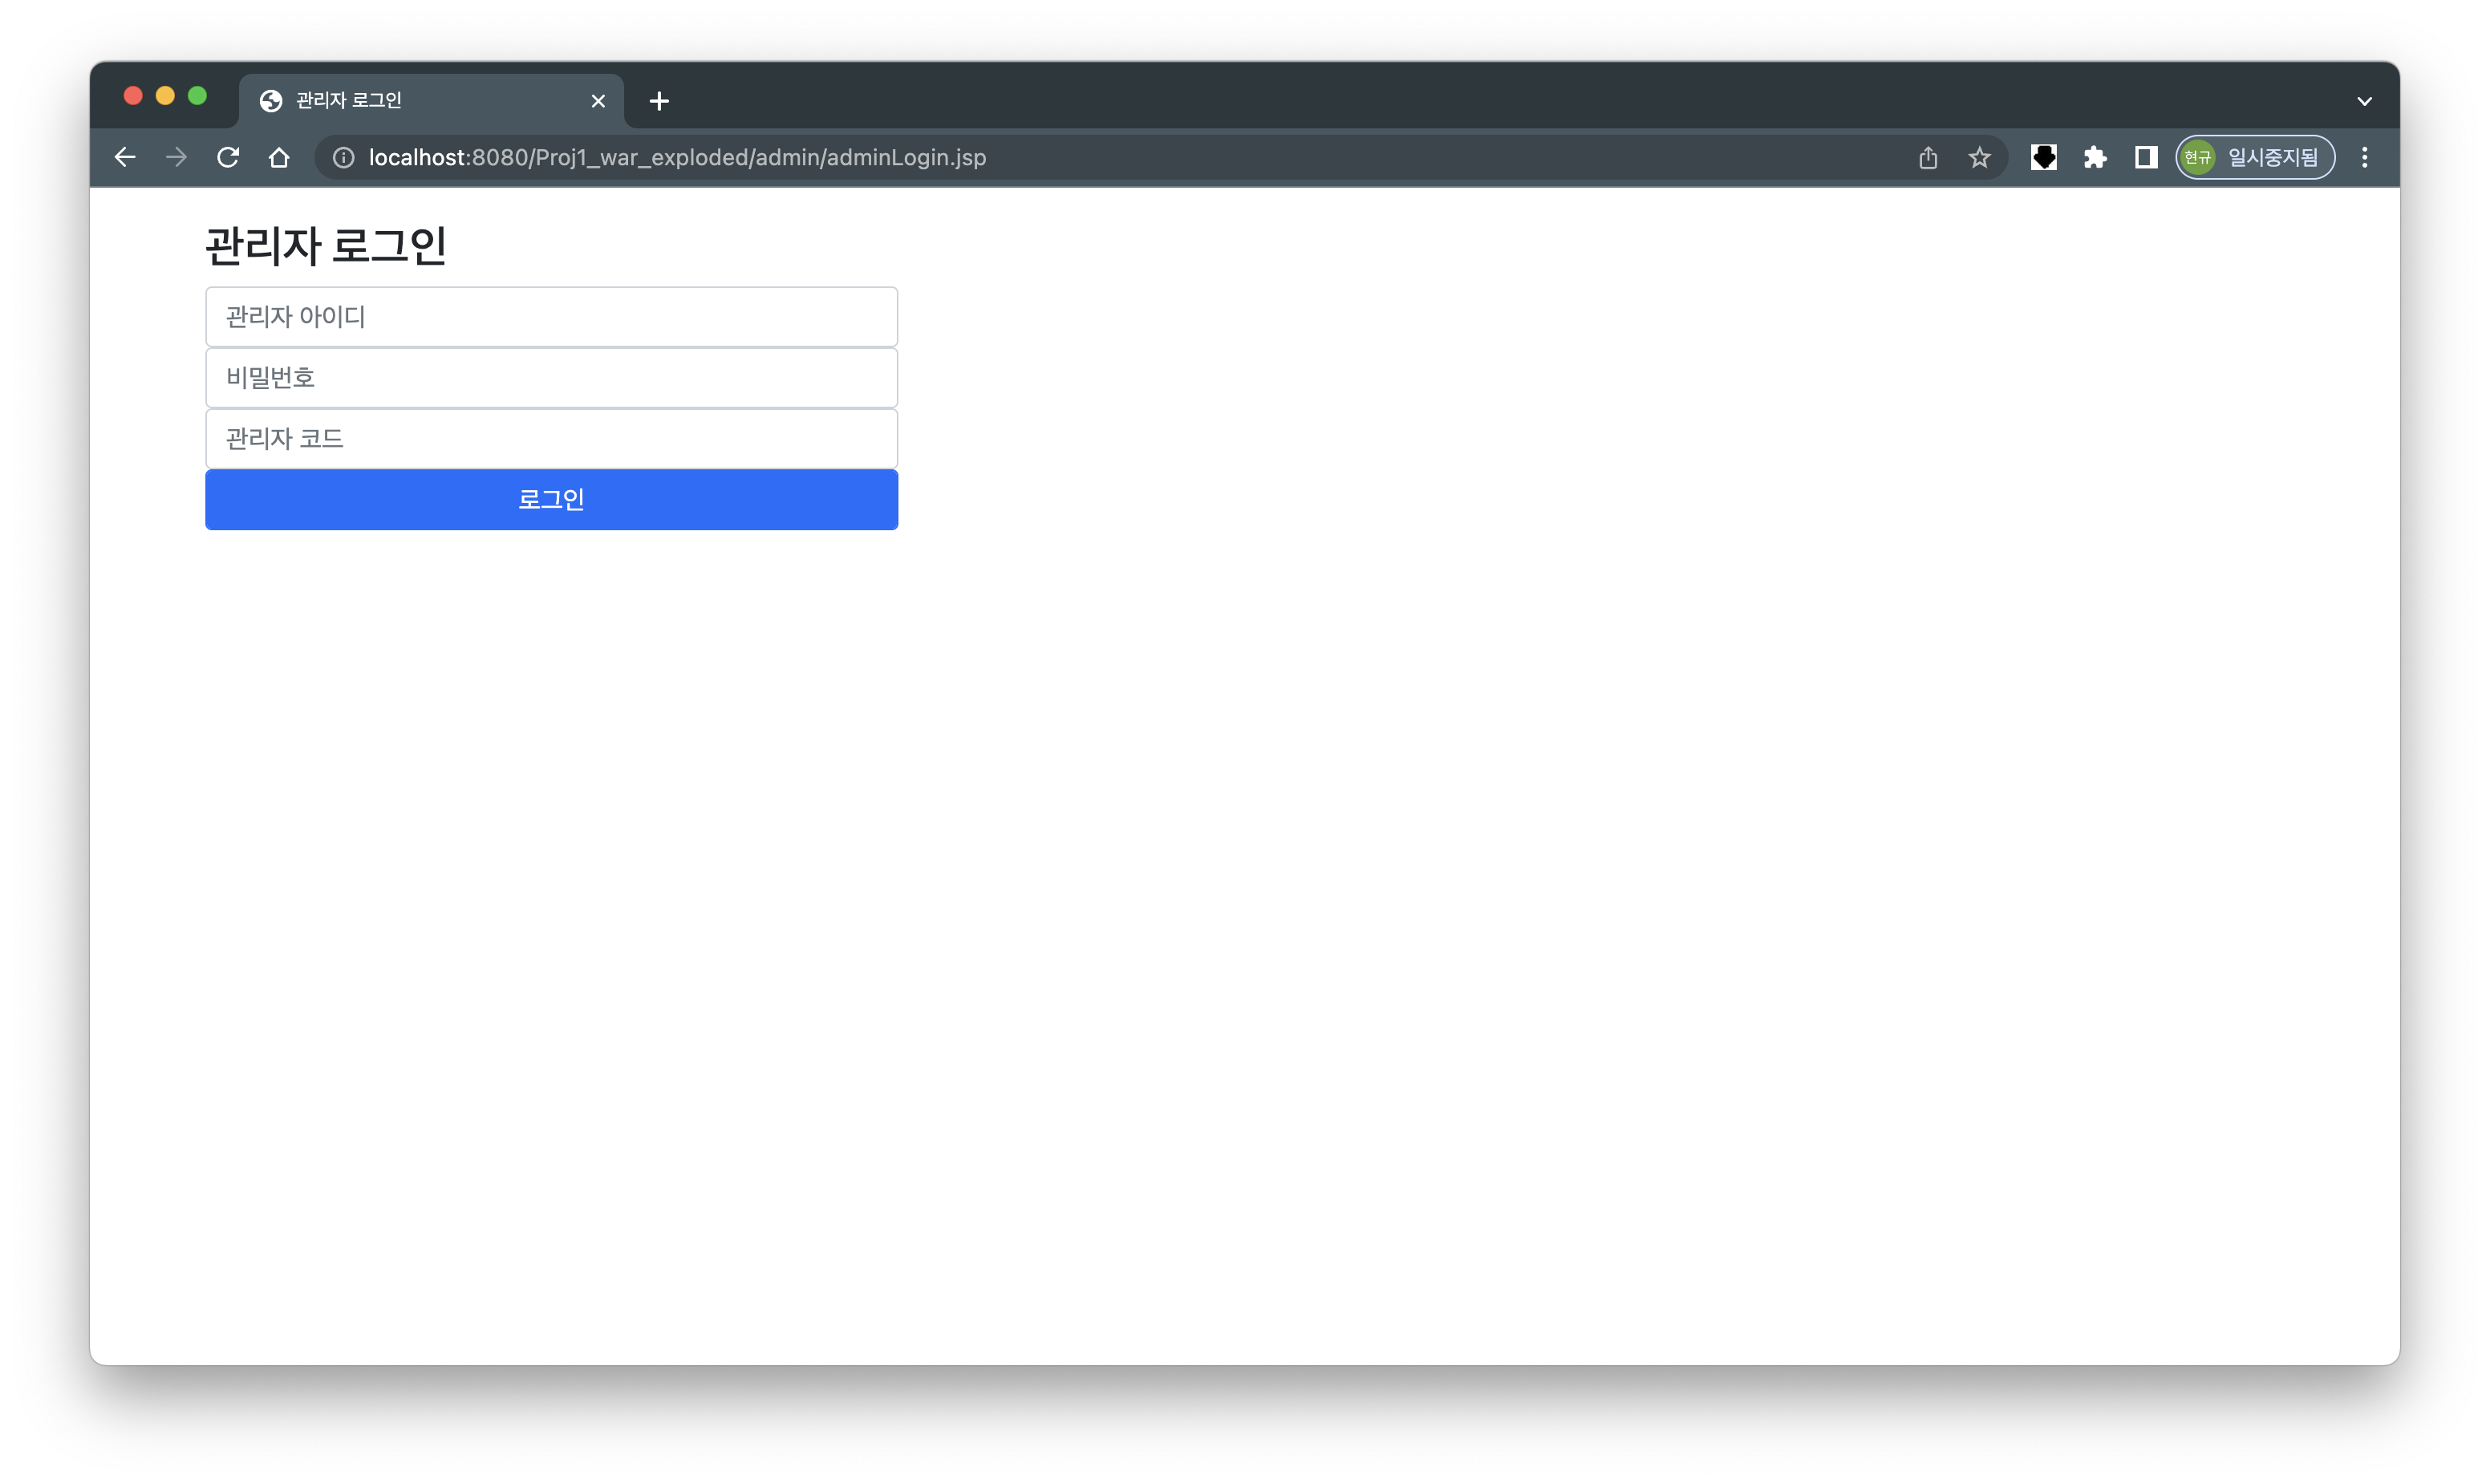 관리자 로그인
localhost:8080/Proj1_war_exploded/admin/adminLogin.jsp
현규 일시중지됨
관리자 로그인
관리자 아이디
비밀번호
관리자 코드
로그인